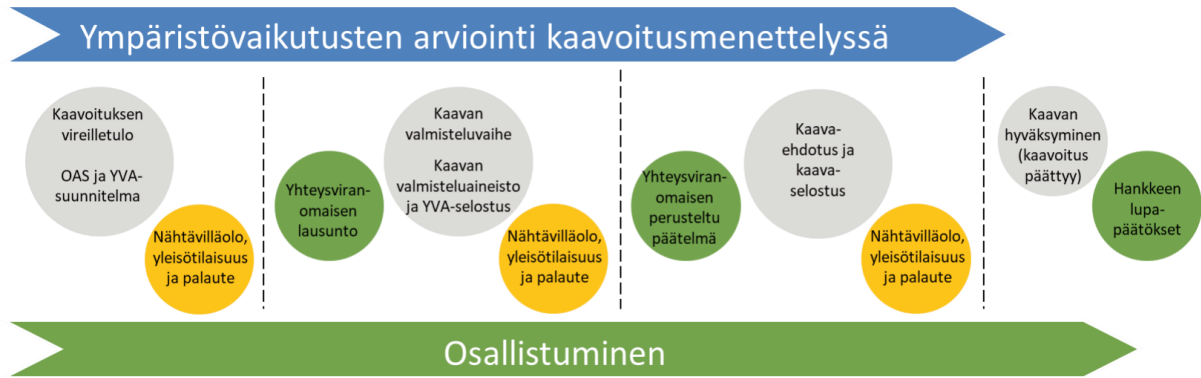 Ympäristövaikutusten arviointi kaavoitusmenettelyssä
Kaavoituksen
vireilletulo
OAS ja YVA-
suunnitelma
Nähtävilläolo,
yleisötilaisuus
ja palaute
Yhteysviran-
omaisen
lausunto
Kaavan
valmisteluvaihe
Kaavan
valmisteluaineisto
ja YVA-selostus
Nähtävilläolo,
yleisötilaisuus
ja palaute
Yhteysviran-
omaisen
perusteltu
päätelmä
Kaava-
ehdotus ja
kaava-
selostus
Nähtävilläolo,
yleisötilaisuus
ja palaute
Kaavan
hyväksyminen
(kaavoitus
päättyy)
Hankkeen
lupa-
päätökset
Osallistuminen